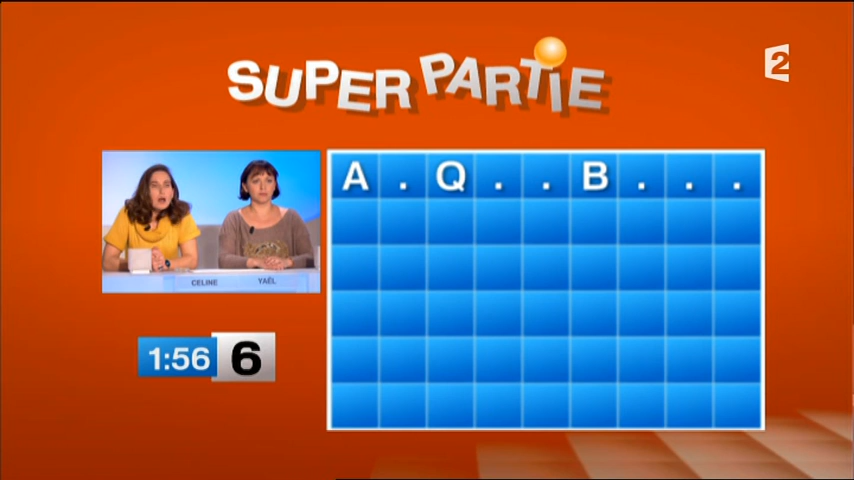 SUPER PARTIE
2
A . Q . . B . . .
CELINE YAËL
1:56 6